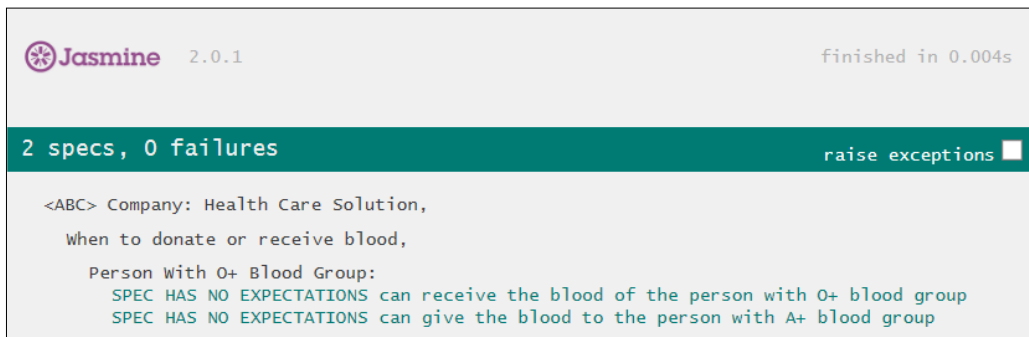 Jasmine 2.0.1 finished in 0.004s
2 specs, 0 failures raise exceptions
<ABC> Company: Health Care Solution,
When to donate or receive blood,
Person With O+ Blood Group:
SPEC HAS NO EXPECTATIONS can receive the blood of the person with O+ blood group
SPEC HAS NO EXPECTATIONS can give the blood to the person with A+ blood group